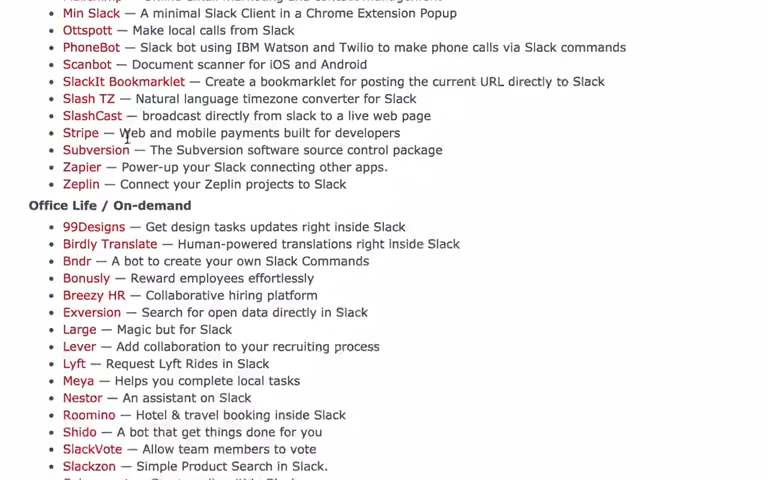 Min Slack — A minimal Slack Client in a Chrome Extension Popup
Ottspott — Make local calls from Slack
PhoneBot — Slack bot using IBM Watson and Twilio to make phone calls via Slack commands
Scanbot — Document scanner for iOS and Android
SlackIt Bookmarklet — Create a bookmarklet for posting the current URL directly to Slack
Slash TZ — Natural language timezone converter for Slack
SlashCast — broadcast directly from slack to a live web page
Stripe — Web and mobile payments built for developers
Subversion — The Subversion software source control package
Zapier — Power-up your Slack connecting other apps.
Zeplin — Connect your Zeplin projects to Slack
Office Life / On-demand
99Designs — Get design tasks updates right inside Slack
Birdly Translate — Human-powered translations right inside Slack
Bndr — A bot to create your own Slack Commands
Bonusly — Reward employees effortlessly
Breezy HR — Collaborative hiring platform
Exversion — Search for open data directly in Slack
Large — Magic but for Slack
Lever — Add collaboration to your recruiting process
Lyft — Request Lyft Rides in Slack
Meya — Helps you complete local tasks
Nestor — An assistant on Slack
Roomino — Hotel & travel booking inside Slack
Shido — A bot that get things done for you
SlackVote — Allow team members to vote
Slackzon — Simple Product Search in Slack.